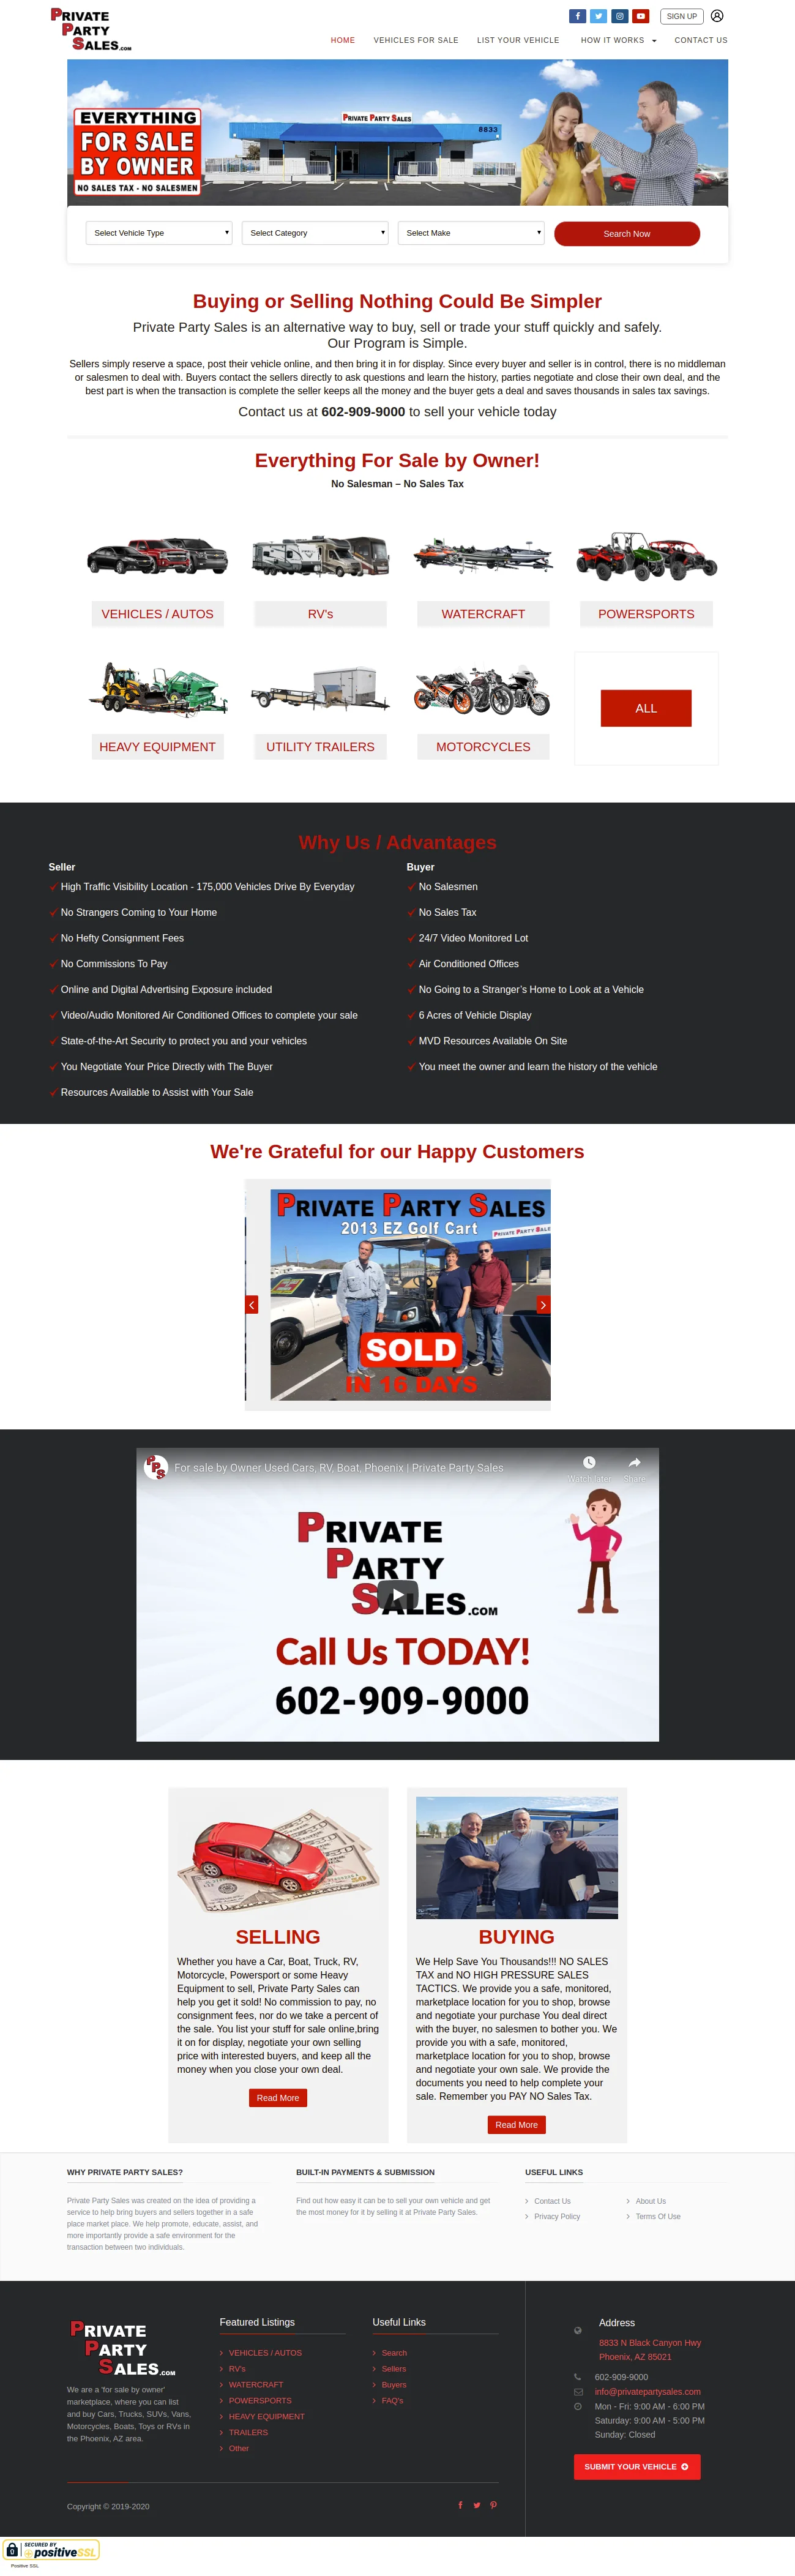 PRIVATE
PARTY
SALES.COM
SIGN UP
HOME
VEHICLES FOR SALE
LIST YOUR VEHICLE
HOW IT WORKS
CONTACT US
EVERYTHING
FOR SALE
BY OWNER
NO SALES TAX - NO SALESMEN
PRIVATE PARTY SALES
8833
Select Vehicle Type
Select Category
Select Make
Search Now
Buying or Selling Nothing Could Be Simpler
Private Party Sales is an alternative way to buy, sell or trade your stuff quickly and safely.
Our Program is Simple.
Sellers simply reserve a space, post their vehicle online, and then bring it in for display. Since every buyer and seller is in control, there is no middleman
or salesmen to deal with. Buyers contact the sellers directly to ask questions and learn the history, parties negotiate and close their own deal, and the
best part is when the transaction is complete the seller keeps all the money and the buyer gets a deal and saves thousands in sales tax savings.
Contact us at 602-909-9000 to sell your vehicle today
Everything For Sale by Owner!
No Salesman – No Sales Tax
VEHICLES / AUTOS
RV's
WATERCRAFT
POWERSPORTS
HEAVY EQUIPMENT
UTILITY TRAILERS
MOTORCYCLES
ALL
Why Us / Advantages
Seller
High Traffic Visibility Location - 175,000 Vehicles Drive By Everyday
No Strangers Coming to Your Home
No Hefty Consignment Fees
No Commissions To Pay
Online and Digital Advertising Exposure included
Video/Audio Monitored Air Conditioned Offices to complete your sale
State-of-the-Art Security to protect you and your vehicles
You Negotiate Your Price Directly with The Buyer
Resources Available to Assist with Your Sale
Buyer
No Salesmen
No Sales Tax
24/7 Video Monitored Lot
Air Conditioned Offices
No Going to a Stranger's Home to Look at a Vehicle
6 Acres of Vehicle Display
MVD Resources Available On Site
You meet the owner and learn the history of the vehicle
We're Grateful for our Happy Customers
PRIVATE PARTY SALES
2013 EZ Golf Cart
PRIVATE PARTY SALES
SOLD
IN 16 DAYS
PPS
For sale by Owner Used Cars, RV, Boat, Phoenix | Private Party Sales
Watch later
Share
PRIVATE
PARTY
SALES.COM
Call Us TODAY!
602-909-9000
SELLING
Whether you have a Car, Boat, Truck, RV,
Motorcycle, Powersport or some Heavy
Equipment to sell, Private Party Sales can
help you get it sold! No commission to pay, no
consignment fees, nor do we take a percent of
the sale. You list your stuff for sale online,bring
it on for display, negotiate your own selling
price with interested buyers, and keep all the
money when you close your own deal.
Read More
BUYING
We Help Save You Thousands!!! NO SALES
TAX and NO HIGH PRESSURE SALES
TACTICS. We provide you a safe, monitored,
marketplace location for you to shop, browse
and negotiate your purchase You deal direct
with the buyer, no salesmen to bother you. We
provide you with a safe, monitored,
marketplace location for you to shop, browse
and negotiate your own sale. We provide the
documents you need to help complete your
sale. Remember you PAY NO Sales Tax.
Read More
WHY PRIVATE PARTY SALES?
Private Party Sales was created on the idea of providing a
service to help bring buyers and sellers together in a safe
place market place. We help promote, educate, assist, and
more importantly provide a safe environment for the
transaction between two individuals.
BUILT-IN PAYMENTS & SUBMISSION
Find out how easy it can be to sell your own vehicle and get
the most money for it by selling it at Private Party Sales.
USEFUL LINKS
Contact Us
About Us
Privacy Policy
Terms Of Use
PRIVATE
PARTY
SALES.COM
We are a 'for sale by owner'
marketplace, where you can list
and buy Cars, Trucks, SUVs, Vans,
Motorcycles, Boats, Toys or RVs in
the Phoenix, AZ area.
Featured Listings
VEHICLES / AUTOS
RV's
WATERCRAFT
POWERSPORTS
HEAVY EQUIPMENT
TRAILERS
Other
Useful Links
Search
Sellers
Buyers
FAQ's
Address
8833 N Black Canyon Hwy
Phoenix, AZ 85021
602-909-9000
info@privatepartysales.com
Mon - Fri: 9:00 AM - 6:00 PM
Saturday: 9:00 AM - 5:00 PM
Sunday: Closed
SUBMIT YOUR VEHICLE
Copyright © 2019-2020
SECURED BY
positiveSSL
Positive SSL